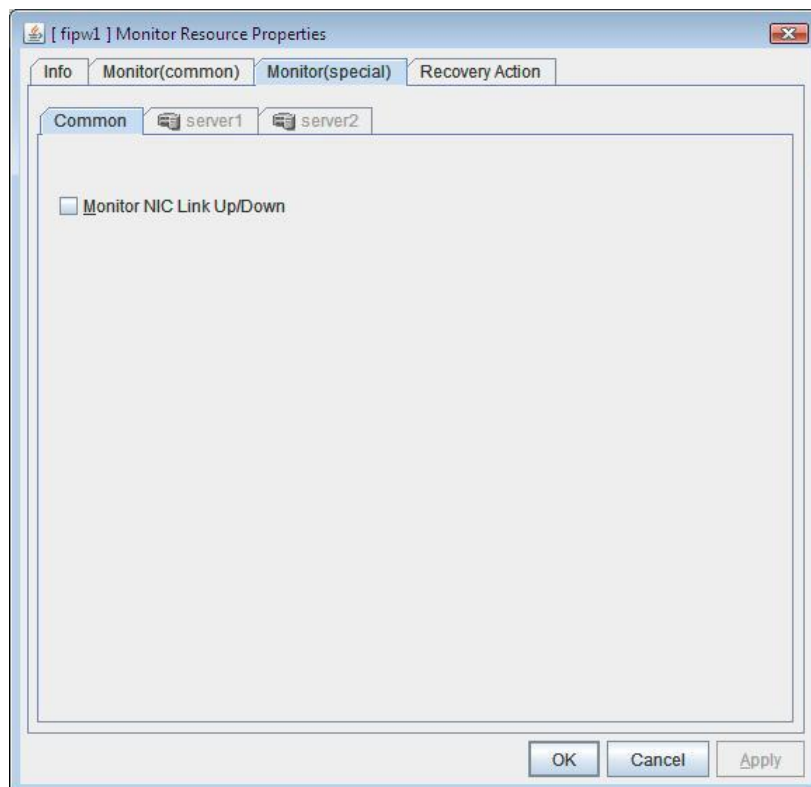 [ fipw1 ] Monitor Resource Properties
Info Monitor(common) Monitor(special) Recovery Action
Common server1 server2
Monitor NIC Link Up/Down
OK Cancel Apply